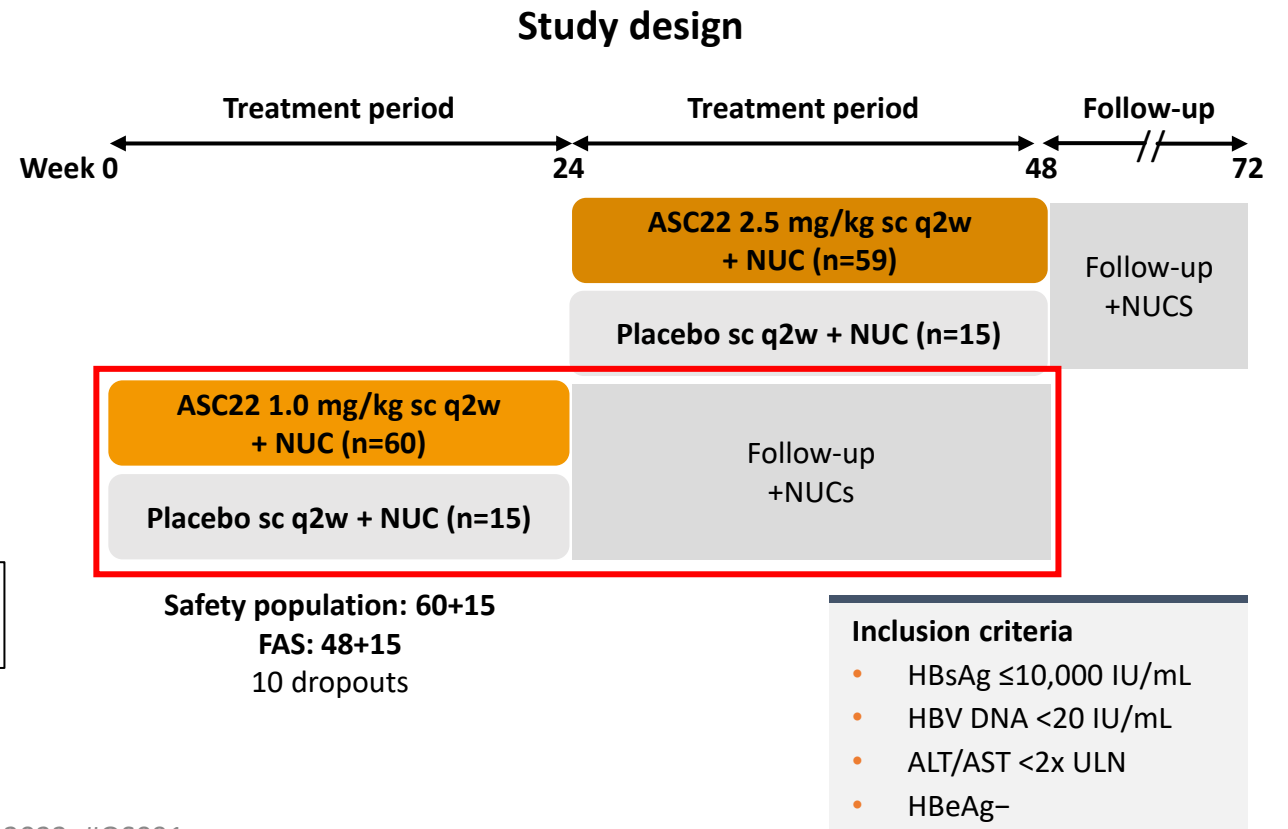 Study design
Treatment period
Treatment period
Follow-up
Week 0
24
48
72
ASC22 2.5 mg/kg sc q2w
+ NUC (n=59)
Placebo sc q2w + NUC (n=15)
Follow-up
+NUCS
ASC22 1.0 mg/kg sc q2w
+ NUC (n=60)
Placebo sc q2w + NUC (n=15)
Follow-up
+NUCs
Safety population: 60+15
FAS: 48+15
10 dropouts
Inclusion criteria
• HBsAg ≤10,000 IU/mL
• HBV DNA <20 IU/mL
• ALT/AST <2x ULN
• HBeAg−